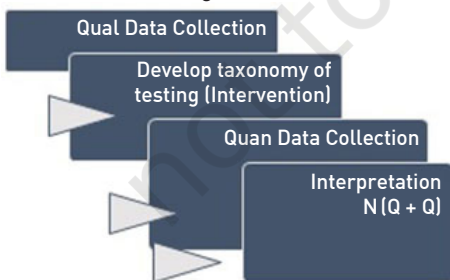 Qual Data Collection
Develop taxonomy of
testing (Intervention)
Quan Data Collection
Interpretation
N (Q + Q)